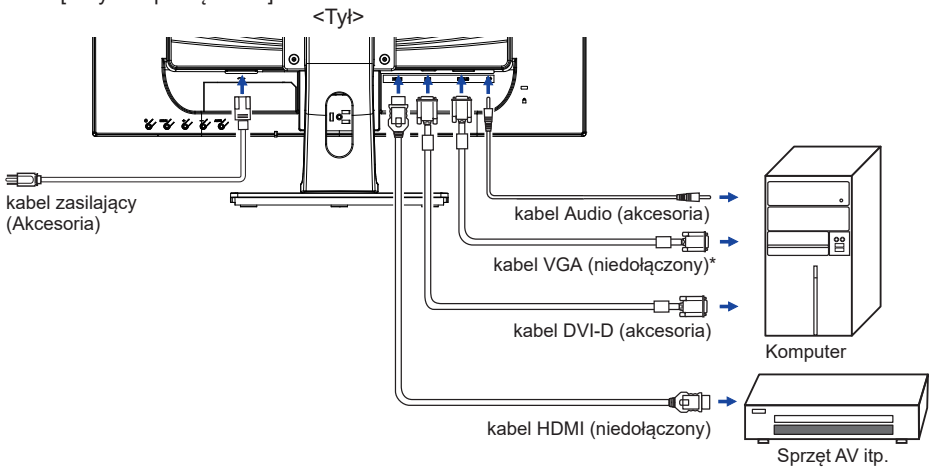 <Tył>
kabel zasilający
(Akcesoria)
kabel Audio (akcesoria)
kabel VGA (niedołączony)*
kabel DVI-D (akcesoria)
Komputer
kabel HDMI (niedołączony)
Sprzęt AV itp.